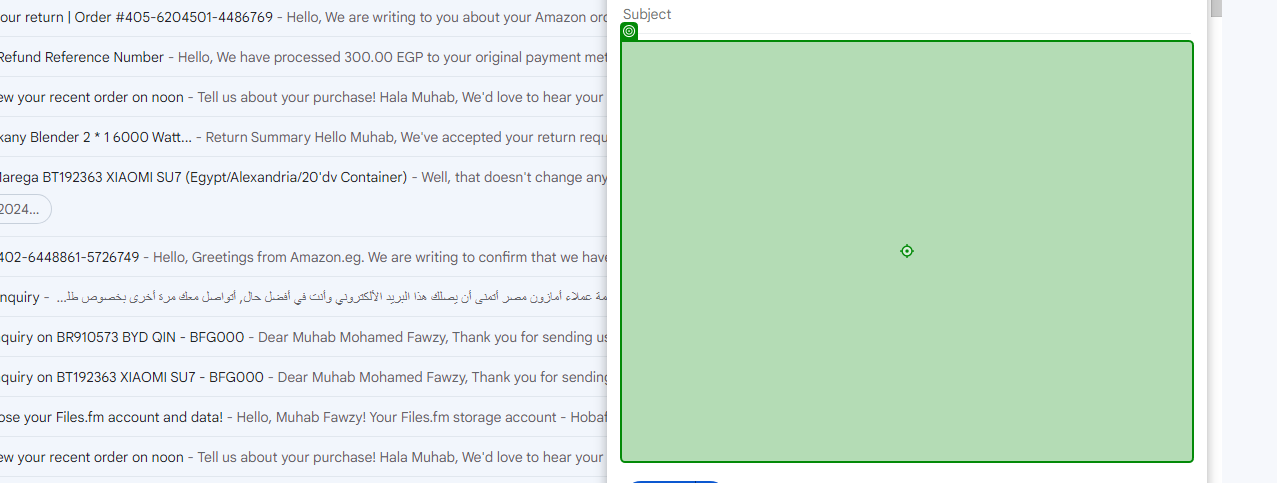 our return | Order #405-6204501-4486769 - Hello, We are writing to you about your Amazon ord
Refund Reference Number - Hello, We have processed 300.00 EGP to your original payment met
ew your recent order on noon - Tell us about your purchase! Hala Muhab, We'd love to hear your
kany Blender 2 * 1 6000 Watt... - Return Summary Hello Muhab, We've accepted your return requ
Marega BT192363 XIAOMI SU7 (Egypt/Alexandria/20'dv Container) - Well, that doesn't change any
2024...
402-6448861-5726749 - Hello, Greetings from Amazon.eg. We are writing to confirm that we have
nquiry - ...مة عملاء أمازون مصر أتمنى أن يصلك هذا البريد الألكتروني وأنت في أفضل حال, أتواصل معك مرة أخرى بخصوص طلـ
quiry on BR910573 BYD QIN - BFG000 - Dear Muhab Mohamed Fawzy, Thank you for sending us
quiry on BT192363 XIAOMI SU7 - BFG000 - Dear Muhab Mohamed Fawzy, Thank you for sending
ose your Files.fm account and data! - Hello, Muhab Fawzy! Your Files.fm storage account - Hobaf
ew your recent order on noon - Tell us about your purchase! Hala Muhab, We'd love to hear your
Subject